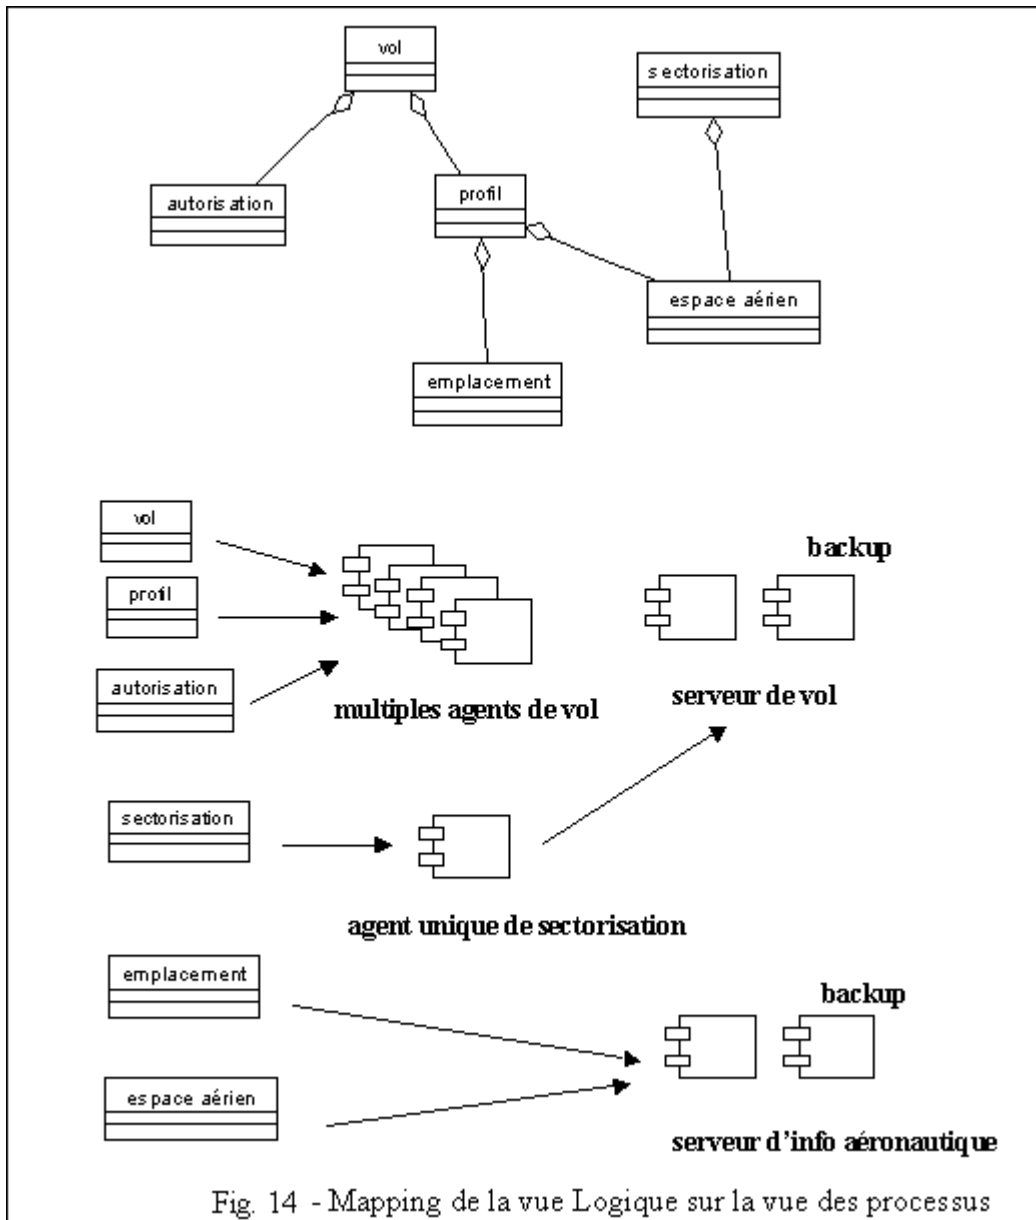 vol
sectorisation
autorisation
profil
espace aérien
emplacement
vol
backup
profil
autorisation
multiples agents de vol
serveur de vol
sectorisation
agent unique de sectorisation
emplacement
backup
espace aérien
serveur d'info aéronautique
Fig. 14 - Mapping de la vue Logique sur la vue des processus